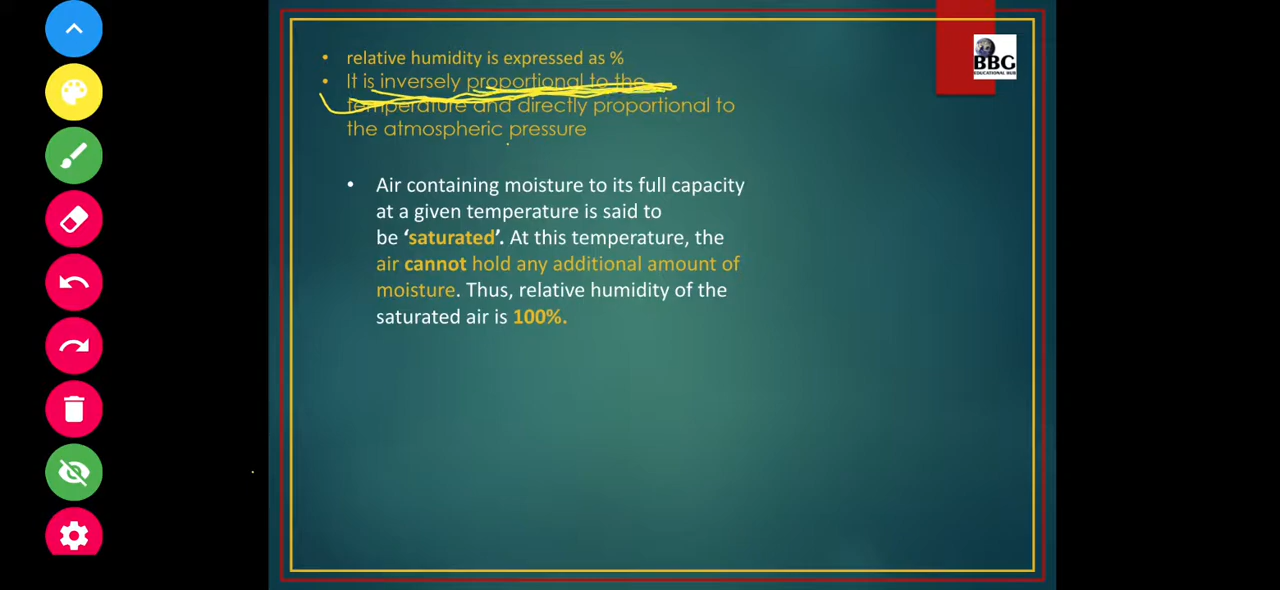 BBG
EDUCATIONAL HUB
• relative humidity is expressed as %
• It is inversely proportional to the
temperature and directly proportional to
the atmospheric pressure
• Air containing moisture to its full capacity
at a given temperature is said to
be ‘saturated’. At this temperature, the
air cannot hold any additional amount of
moisture. Thus, relative humidity of the
saturated air is 100%.